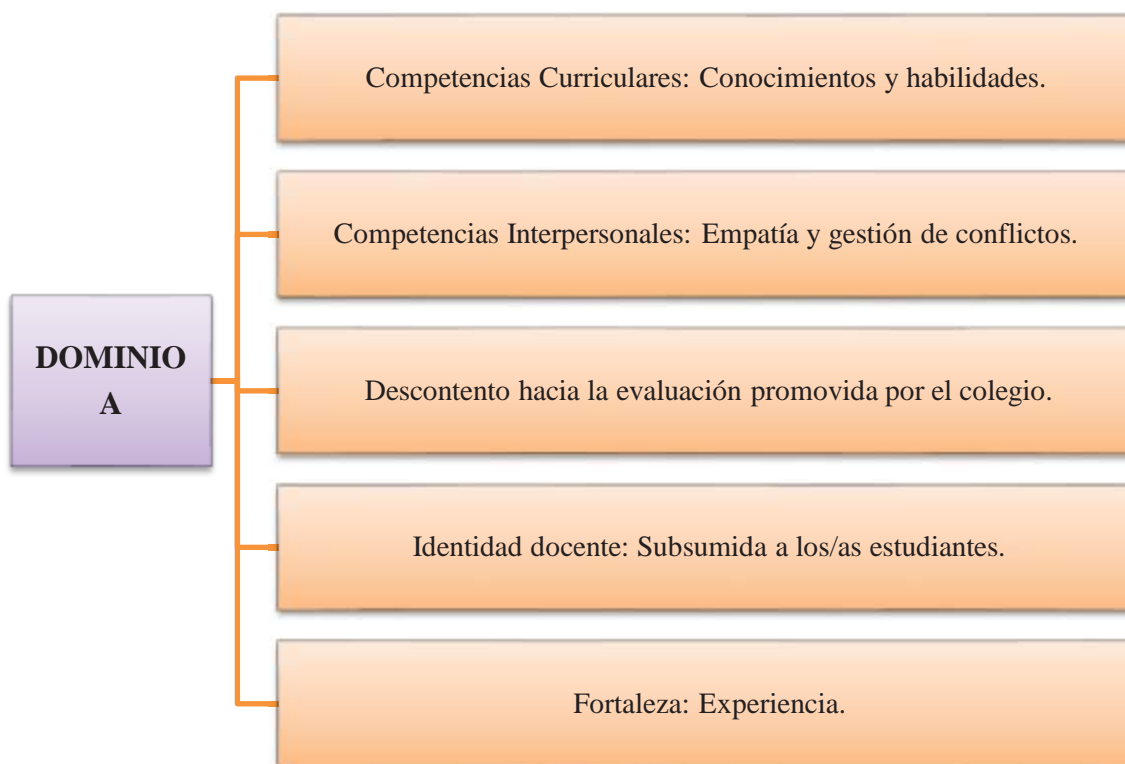 Competencias Curriculares: Conocimientos y habilidades.
Competencias Interpersonales: Empatía y gestión de conflictos.
DOMINIO
A
Descontento hacia la evaluación promovida por el colegio.
Identidad docente: Subsumida a los/as estudiantes.
Fortaleza: Experiencia.